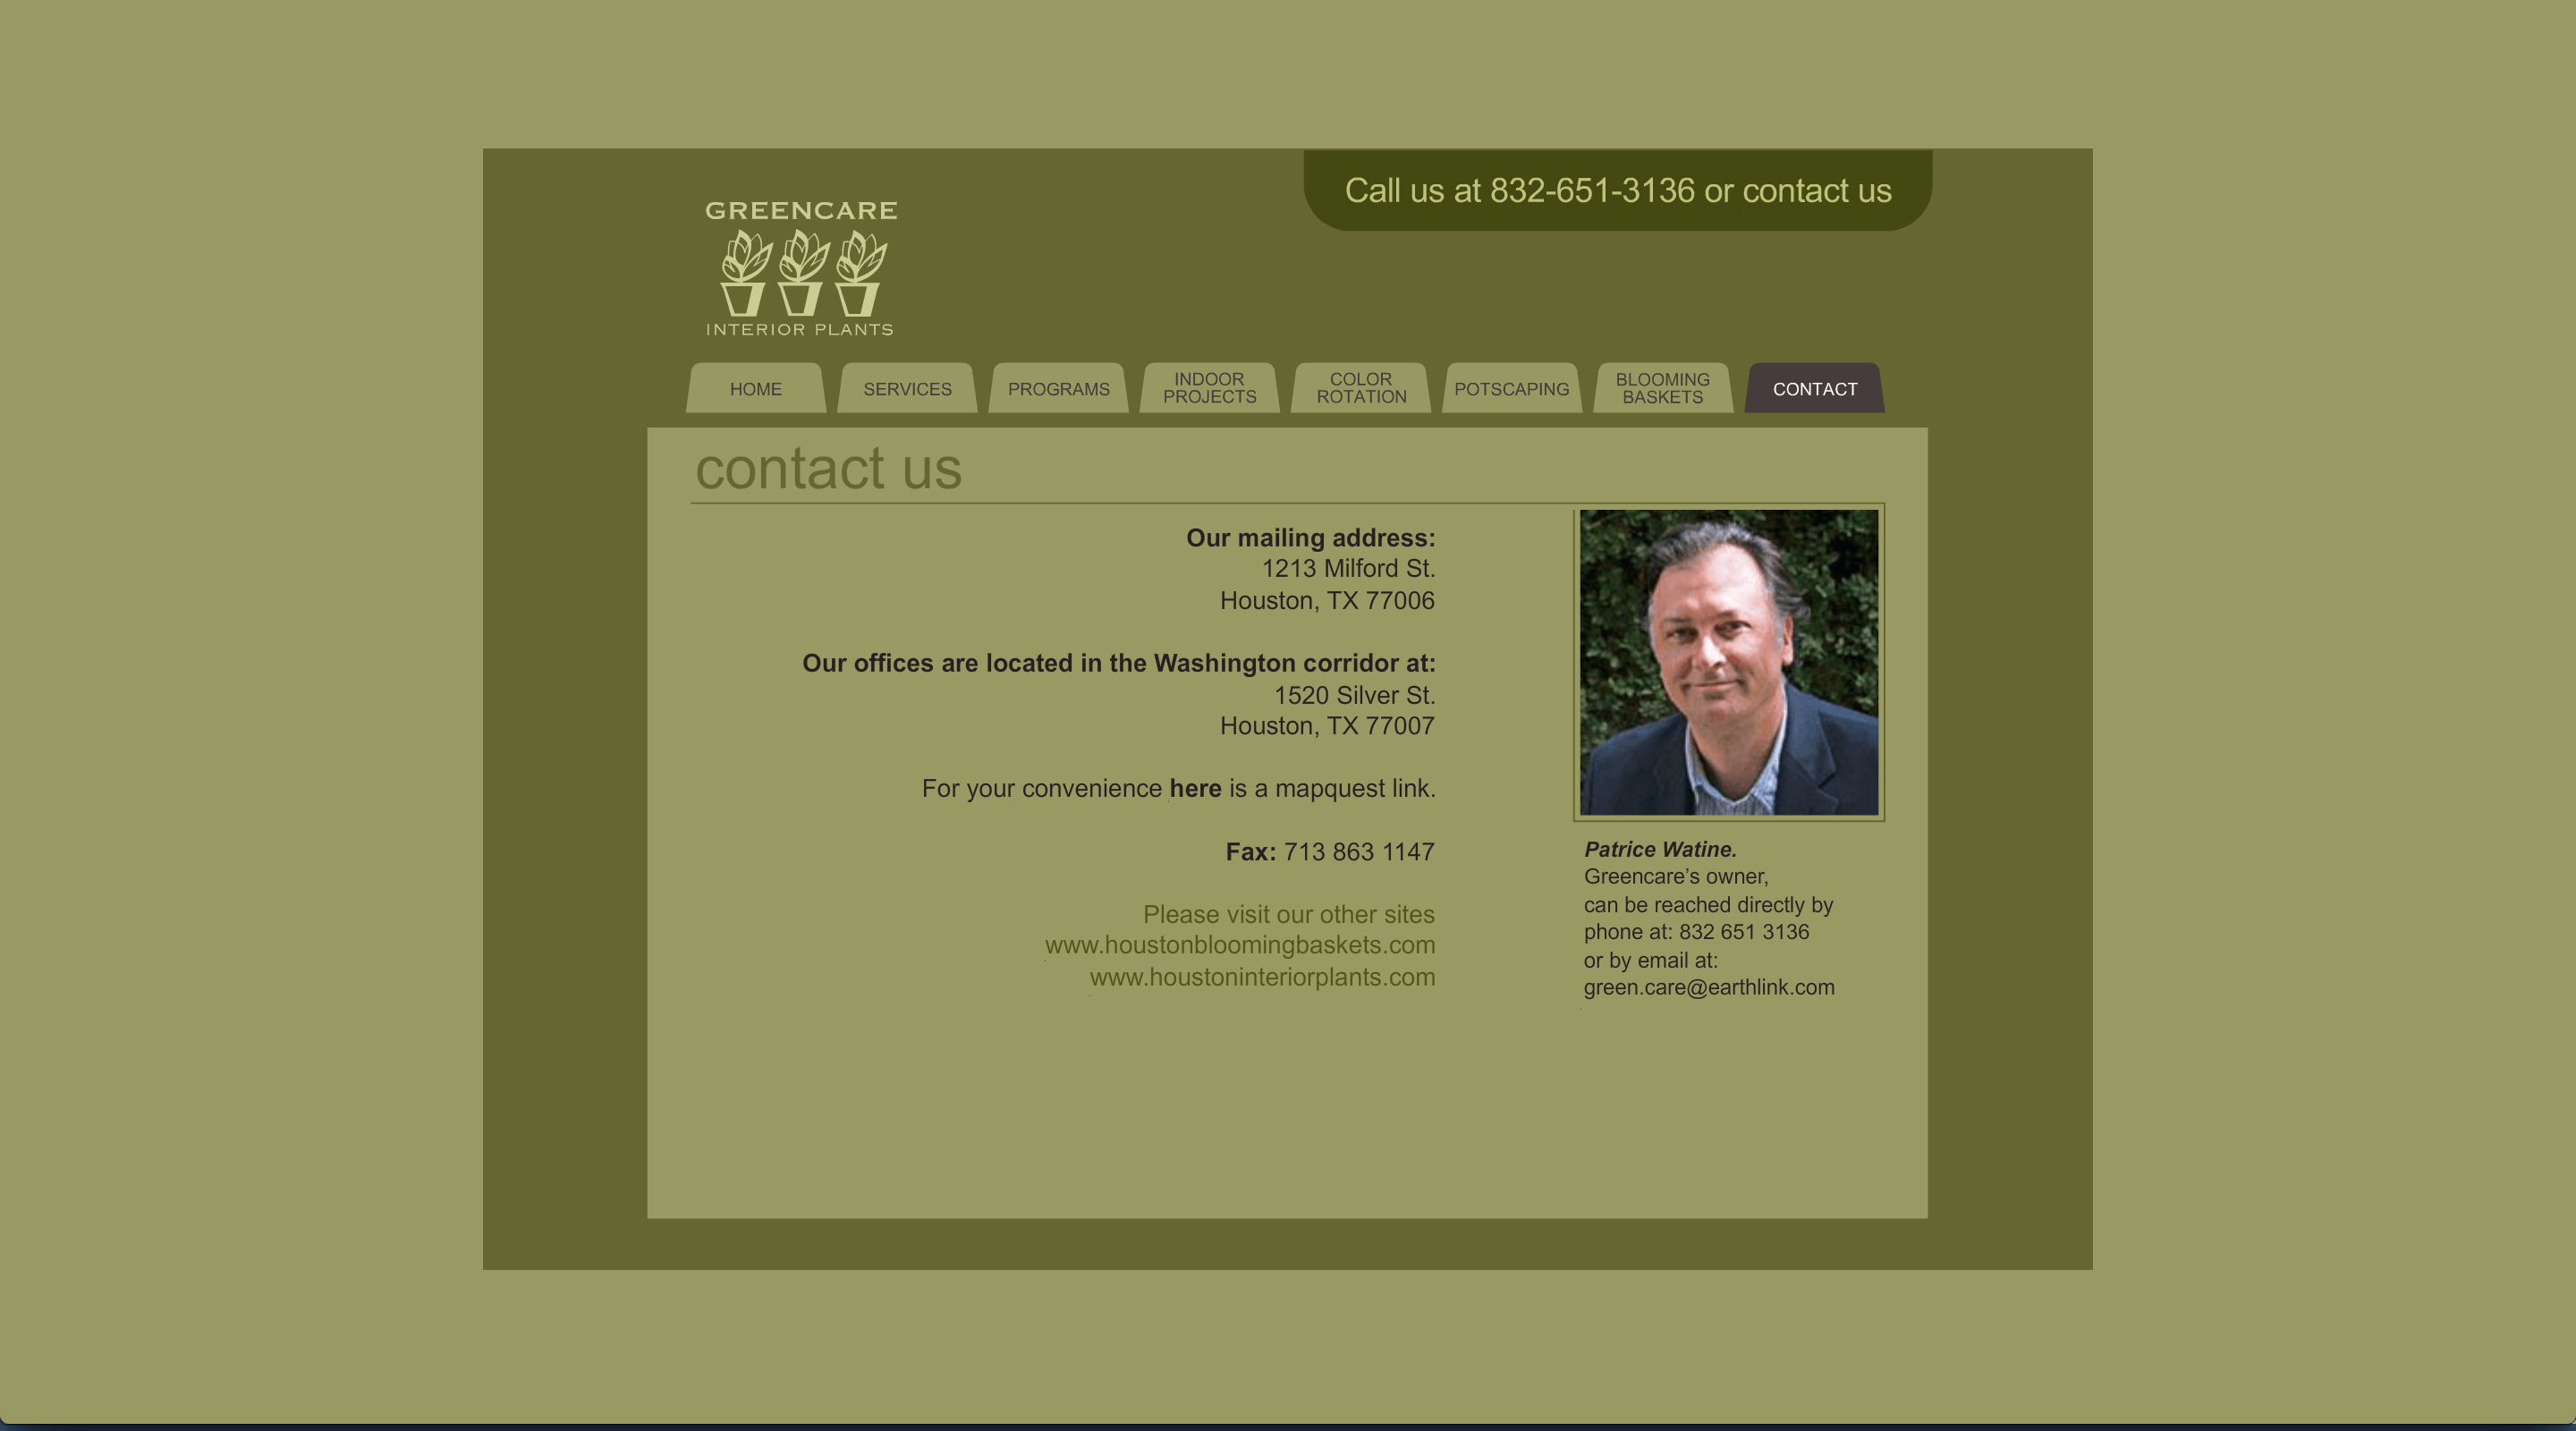 GREENCARE
INTERIOR PLANTS
Call us at 832-651-3136 or contact us
HOME
SERVICES
PROGRAMS
INDOOR
PROJECTS
COLOR
ROTATION
POTSCAPING
BLOOMING
BASKETS
CONTACT
contact us
Our mailing address:
1213 Milford St.
Houston, TX 77006
Our offices are located in the Washington corridor at:
1520 Silver St.
Houston, TX 77007
For your convenience here is a mapquest link.
Fax: 713 863 1147
Please visit our other sites
www.houstonbloomingbaskets.com
www.houstoninteriorplants.com
Patrice Watine.
Greencare’s owner,
can be reached directly by
phone at: 832 651 3136
or by email at:
green.care@earthlink.com